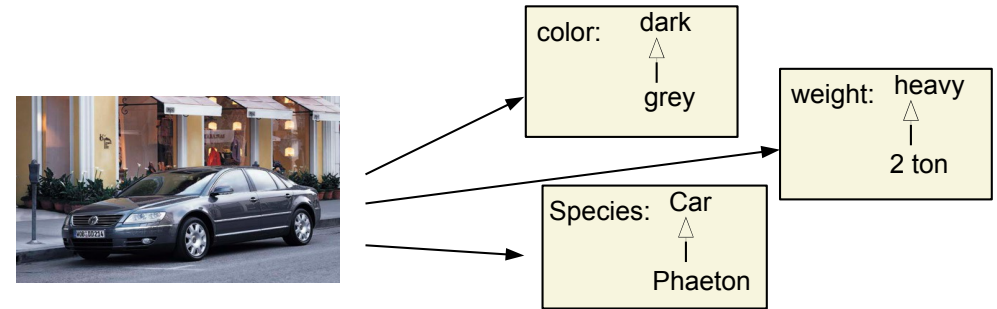 color: dark
grey
weight: heavy
2 ton
Species: Car
Phaeton